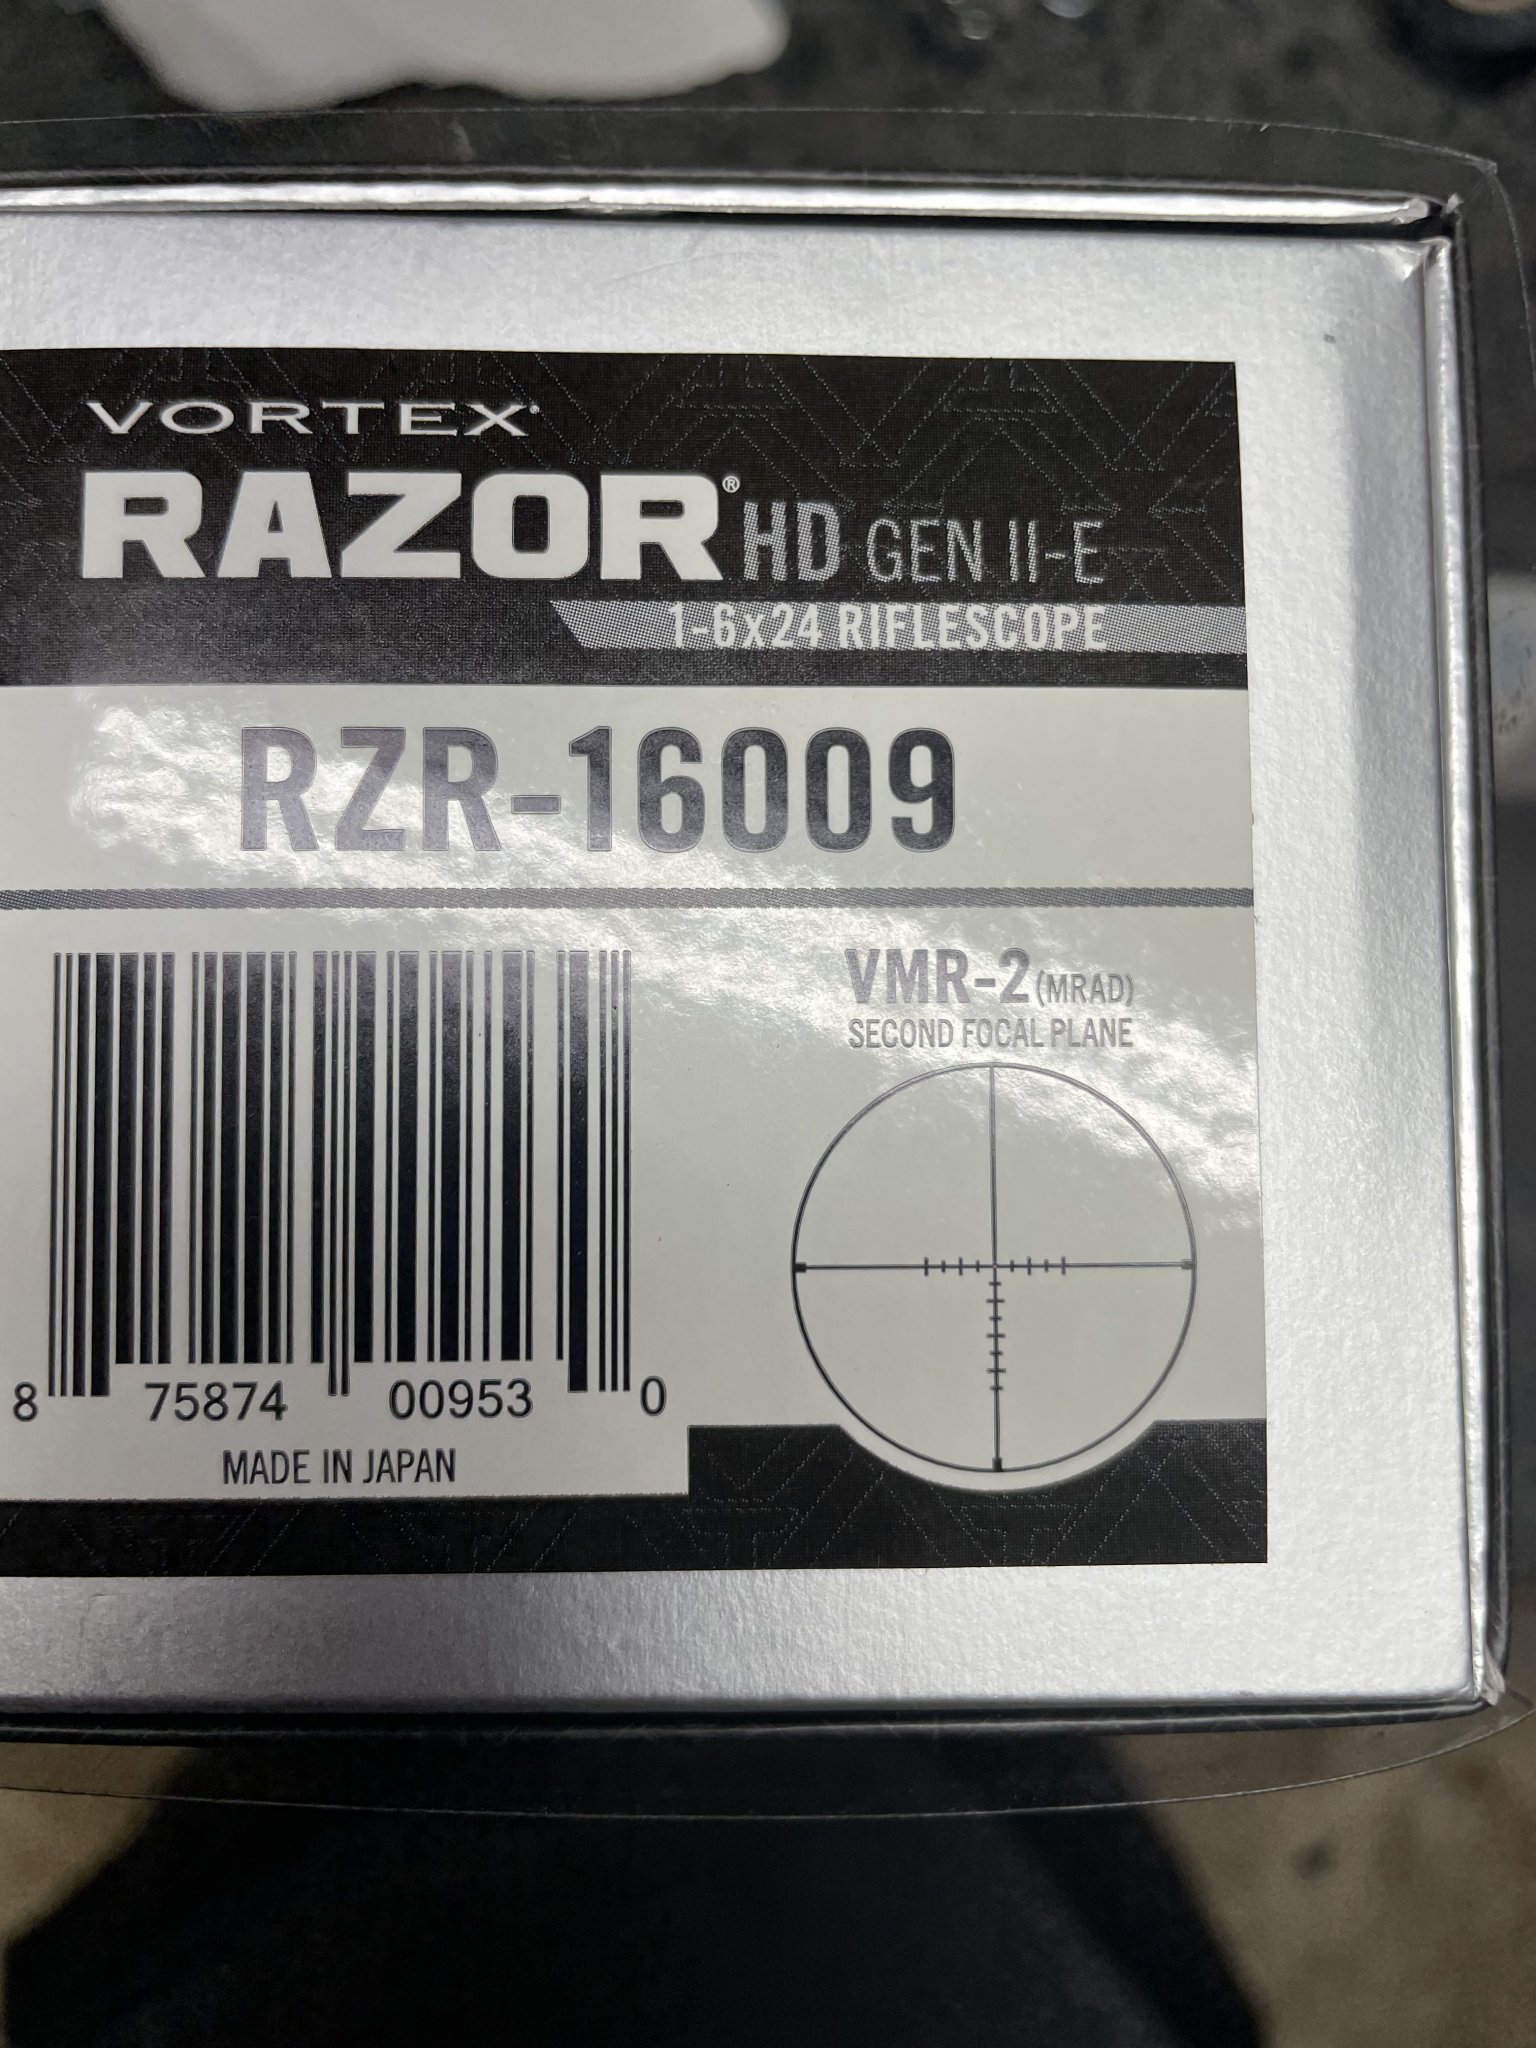 VORTEX
RAZOR® HD GEN II-E
1-6x24 RIFLESCOPE
RZR-16009
VMR-2 (MRAD)
SECOND FOCAL PLANE
8 75874 00953 0
MADE IN JAPAN